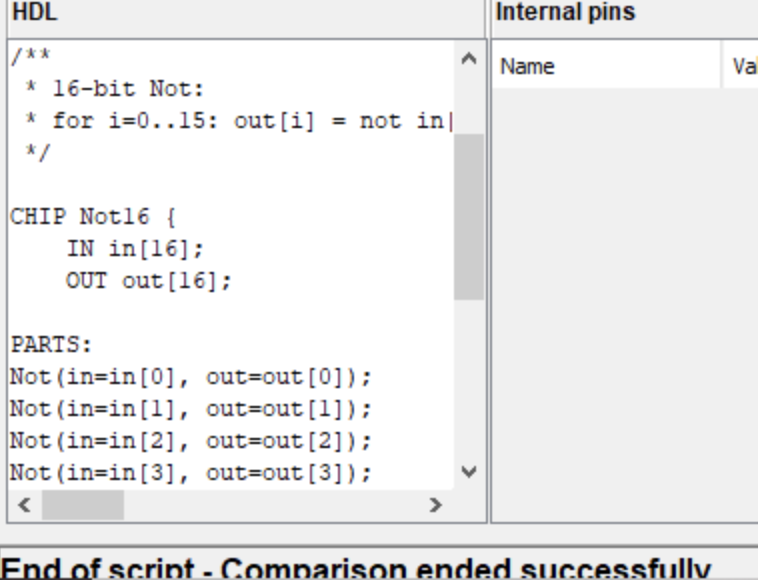 HDL
Internal pins
/**
* 16-bit Not:
* for i=0..15: out[i] = not in
*/
CHIP Not16 {
IN in[16];
OUT out[16];
PARTS:
Not(in=in[0], out=out[0]);
Not(in=in[1], out=out[1]);
Not(in=in[2], out=out[2]);
Not(in=in[3], out=out[3]);
Name
End of script - Comparison ended successfully